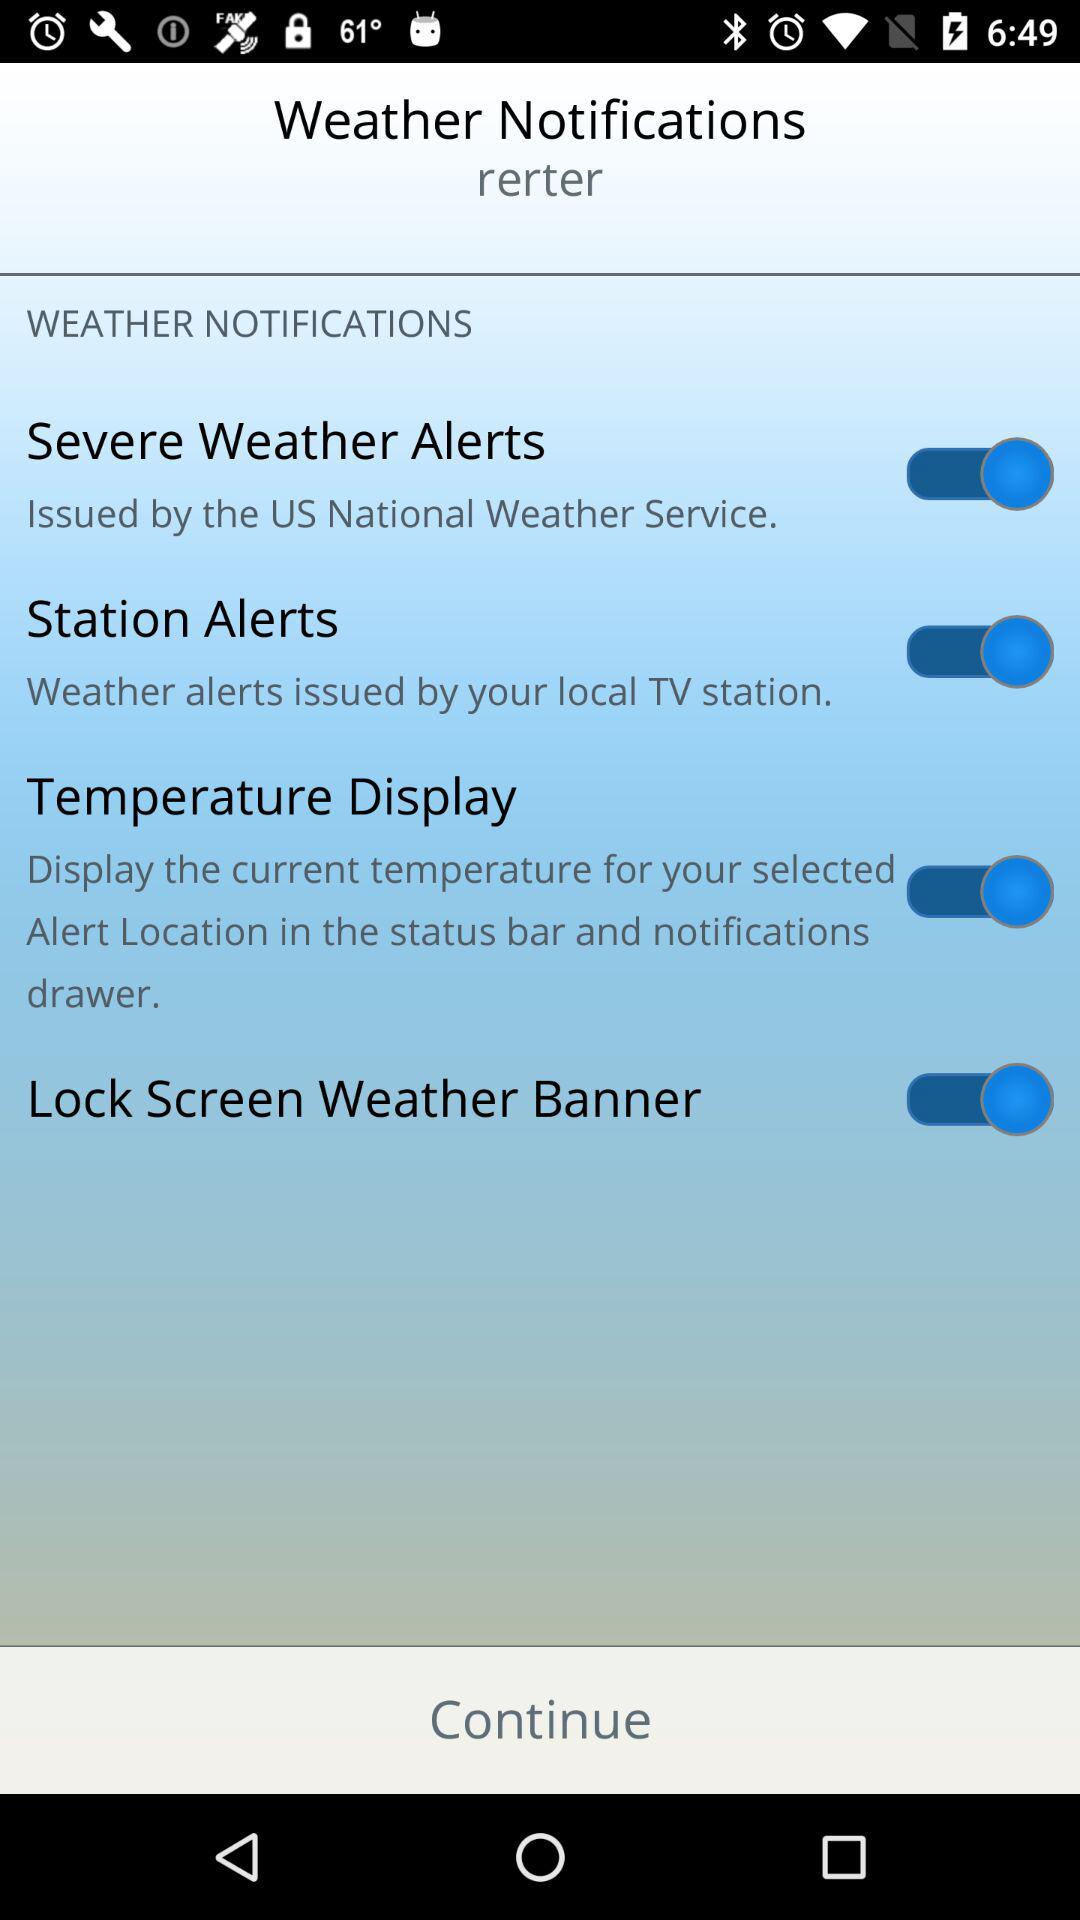 FAKE 61° 6:49
Weather Notifications
rerter
WEATHER NOTIFICATIONS
Severe Weather Alerts
Issued by the US National Weather Service.
Station Alerts
Weather alerts issued by your local TV station.
Temperature Display
Display the current temperature for your selected
Alert Location in the status bar and notifications
drawer.
Lock Screen Weather Banner
Continue